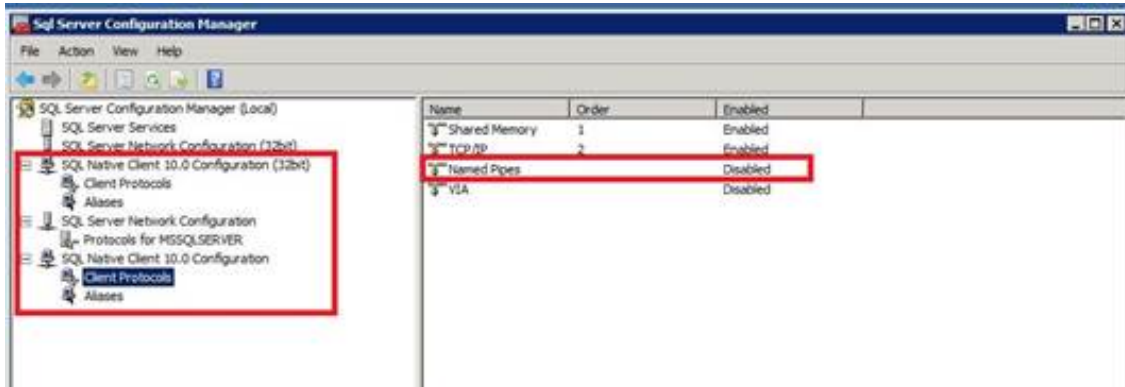 Sql Server Configuration Manager
File Action View Help
SQL Server Configuration Manager (Local)
SQL Server Services
SQL Server Network Configuration (32bit)
SQL Native Client 10.0 Configuration (32bit)
Client Protocols
Aliases
SQL Server Network Configuration
Protocols for MSSQLSERVER
SQL Native Client 10.0 Configuration
Client Protocols
Aliases
Name Order Enabled
Shared Memory 1 Enabled
TCP/IP 2 Enabled
Named Pipes Disabled
VIA Disabled